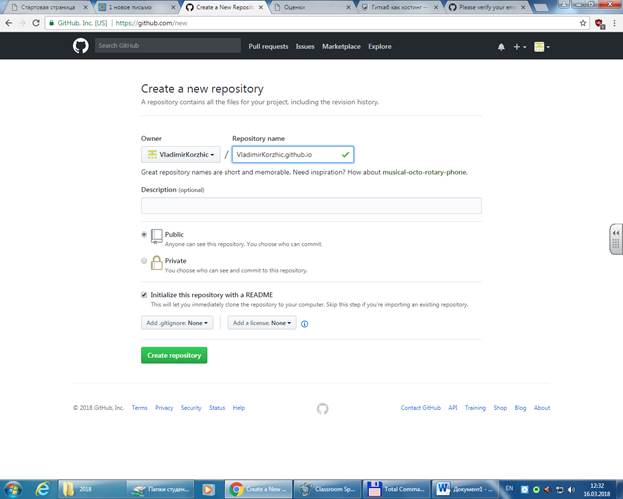 Стартовая страница
1 новое письмо
Create a New Reposito
Оценки
Гитхаб как хостинг —
Please verify your ema
GitHub, Inc. [US] | https://github.com/new
Search GitHub
Pull requests Issues Marketplace Explore
Create a new repository
A repository contains all the files for your project, including the revision history.
Owner Repository name
VladimirKorzhic / VladimirKorzhic.github.io
Great repository names are short and memorable. Need inspiration? How about musical-octo-rotary-phone.
Description (optional)
Public
Anyone can see this repository. You choose who can commit.
Private
You choose who can see and commit to this repository.
Initialize this repository with a README
This will let you immediately clone the repository to your computer. Skip this step if you're importing an existing repository.
Add .gitignore: None Add a license: None
Create repository
© 2018 GitHub, Inc. Terms Privacy Security Status Help
Contact GitHub API Training Shop Blog About
2018
Папки студен...
Create a New ...
Classroom Sp...
Total Comma...
Документ1 - ...
EN
12:32
16.03.2018